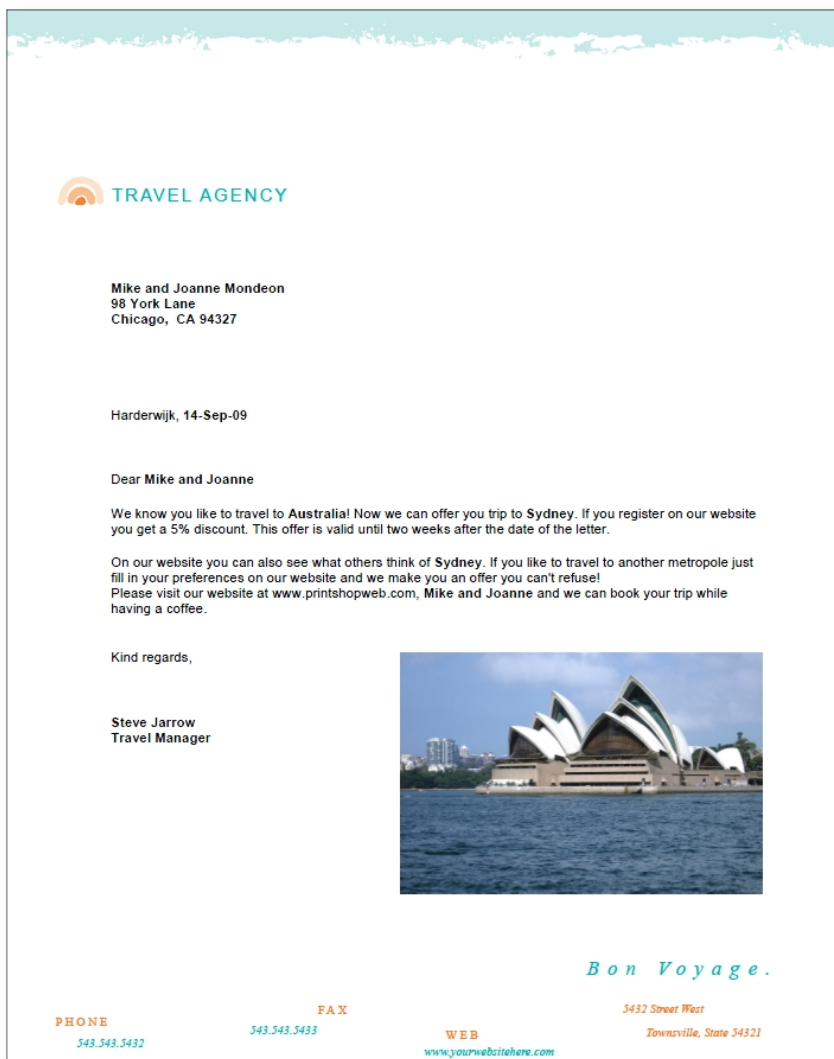 TRAVEL AGENCY
Mike and Joanne Mondeon
98 York Lane
Chicago,  CA 94327
Harderwijk, 14-Sep-09
Dear Mike and Joanne
We know you like to travel to Australia! Now we can offer you trip to Sydney. If you register on our website
you get a 5% discount. This offer is valid until two weeks after the date of the letter.
On our website you can also see what others think of Sydney. If you like to travel to another metropole just
fill in your preferences on our website and we make you an offer you can't refuse!
Please visit our website at www.printshopweb.com, Mike and Joanne and we can book your trip while
having a coffee.
Kind regards,
Steve Jarrow
Travel Manager
Bon Voyage.
PHONE
543.543.5432
FAX
543.543.5433
WEB
www.yourwebsitehere.com
5432 Street West
Townsville, State 54321